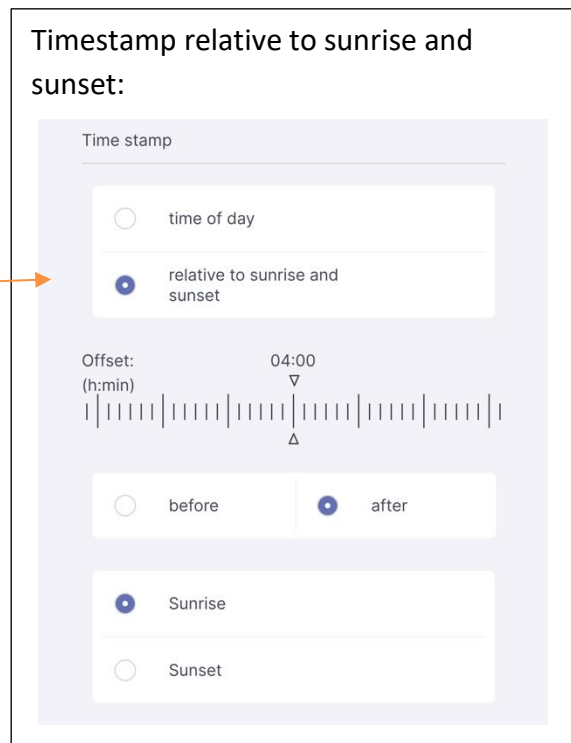 Timestamp relative to sunrise and
sunset:
Time stamp
time of day
relative to sunrise and
sunset
Offset:
04:00
(h:min)
before
after
Sunrise
Sunset